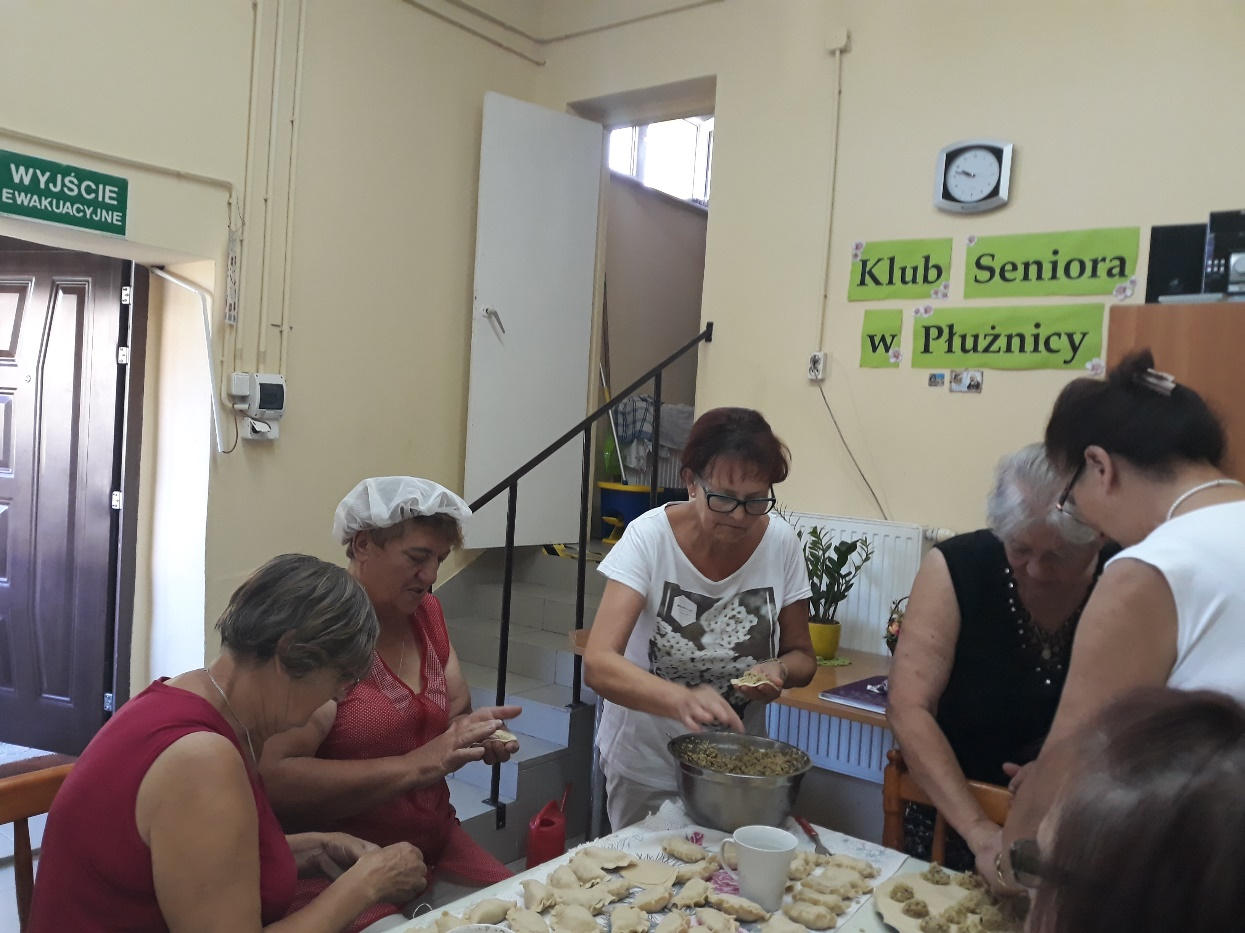 WYJŚCIE
EWAKUACYJNE
Klub Seniora
w Płużnicy